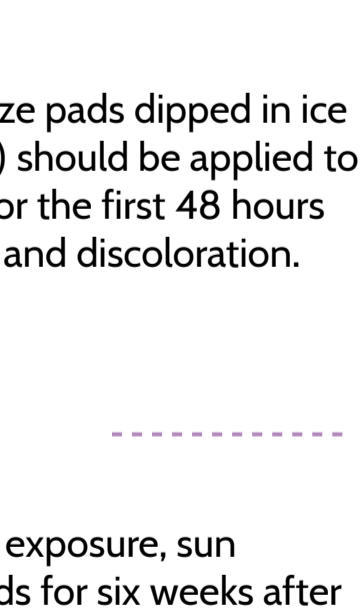 ze pads dipped in ice
) should be applied to
or the first 48 hours
and discoloration.
exposure, sun
ds for six weeks after